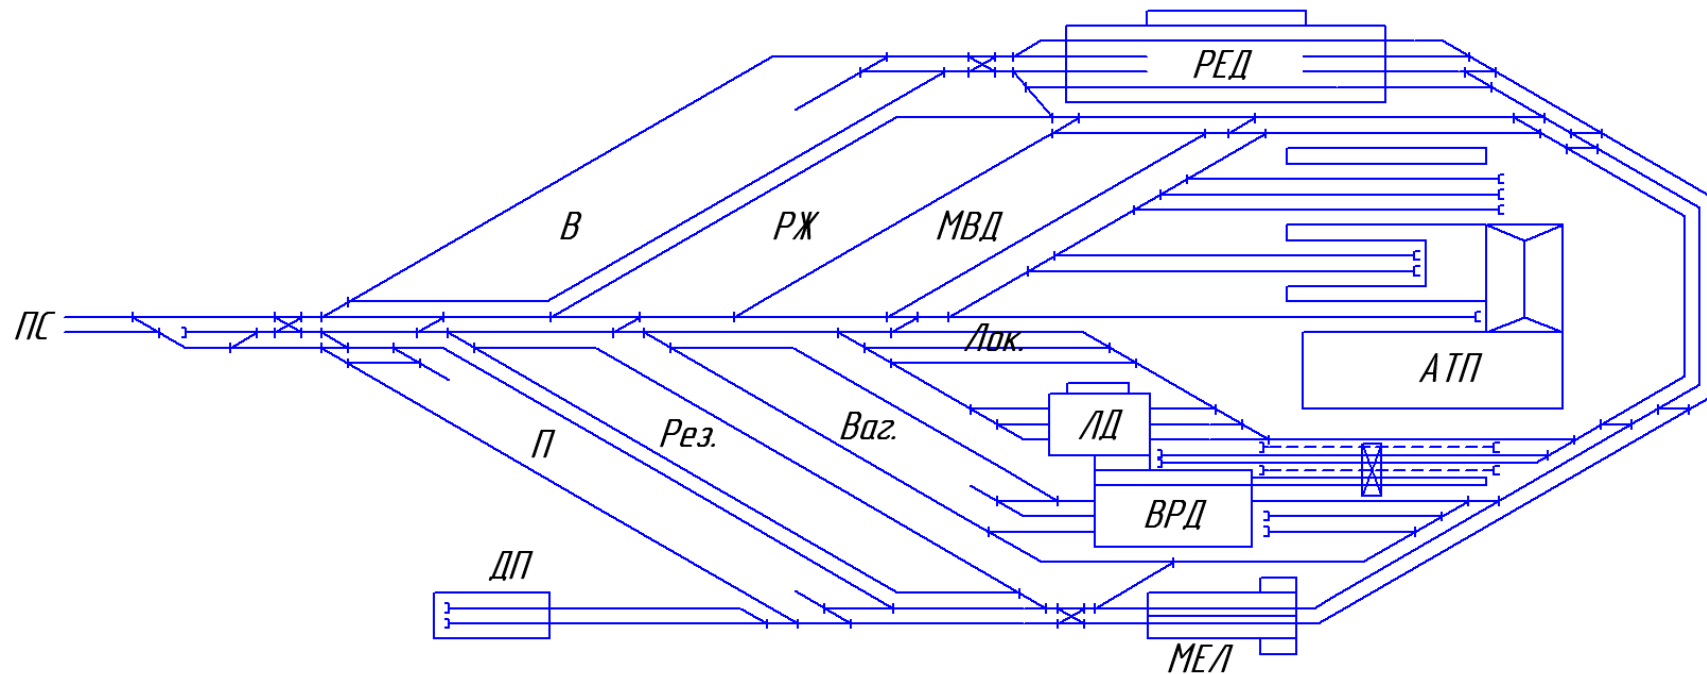 РЕД
В
РЖ
МВД
ПС
Лок.
АТП
П
Рез.
Ваг.
ЛД
ВРД
ДП
МЕЛ